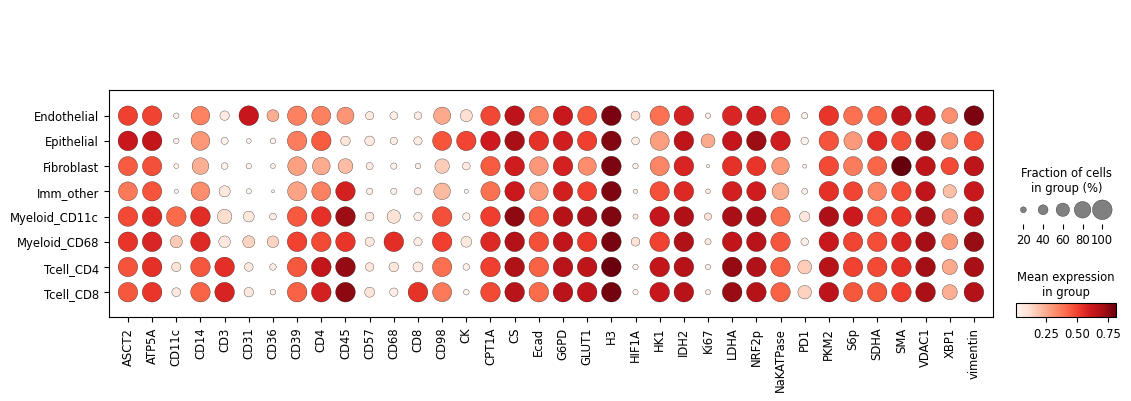 Endothelial
Epithelial
Fibroblast
Imm_other
Myeloid_CD11c
Myeloid_CD68
Tcell_CD4
Tcell_CD8
ASCT2
ATP5A
CD11c
CD14
CD3
CD31
CD36
CD39
CD4
CD45
CD57
CD68
CD8
CD98
CK
CPT1A
CS
Ecad
G6PD
GLUT1
H3
HIF1A
HK1
IDH2
Ki67
LDHA
NRF2p
NaKATPase
PD1
PKM2
S6p
SDHA
SMA
VDAC1
XBP1
vimentin
Fraction of cells
in group (%)
20 40 60 80 100
Mean expression
in group
0.25 0.50 0.75